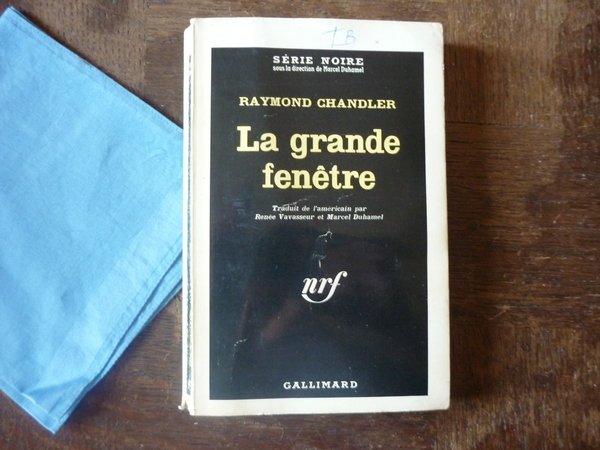 TB
SÉRIE NOIRE
sous la direction de Marcel Duhamel
RAYMOND CHANDLER
La grande
fenêtre
Traduit de l'américain par
Renée Vavasseur et Marcel Duhamel
nrf
GALLIMARD